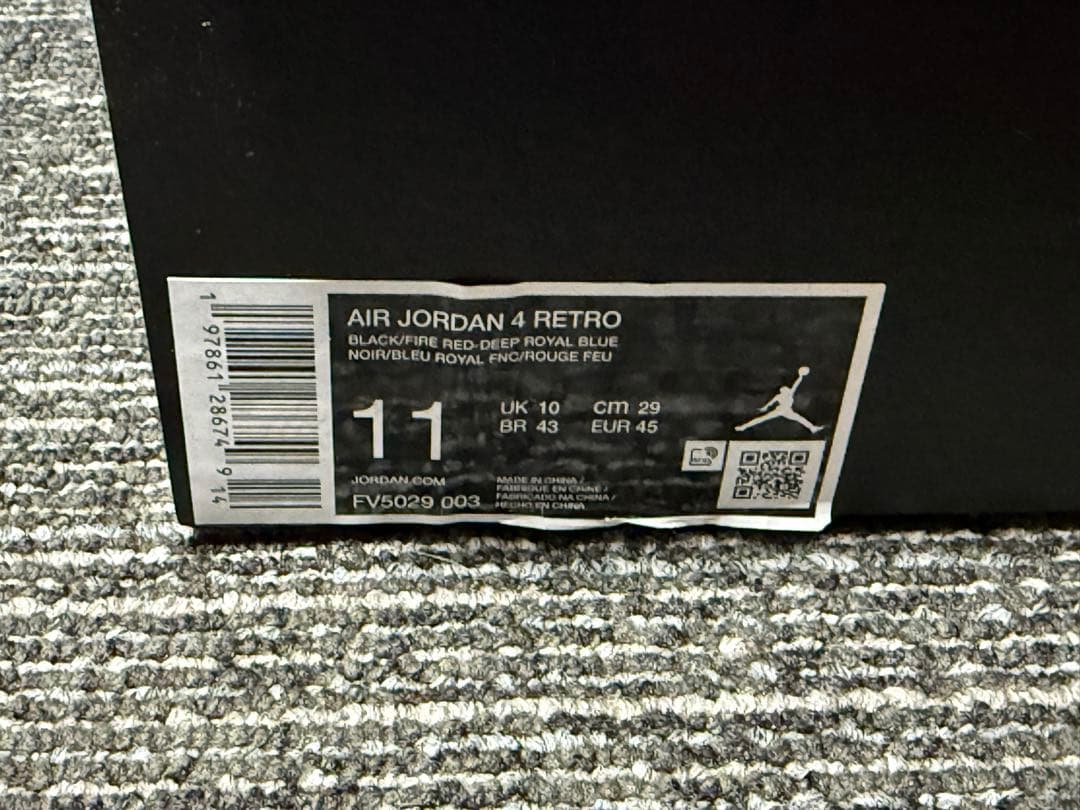 1 97861 28674 9 14
AIR JORDAN 4 RETRO
BLACK/FIRE RED-DEEP ROYAL BLUE
NOIR/BLEU ROYAL FNC/ROUGE FEU
11
UK 10 cm 29
BR 43 EUR 45
JORDAN.COM
FV5029 003
MADE IN CHINA /
FABRIQUE EN CHINE /
FABRICADO NA CHINA /
HECHO EN CHINA